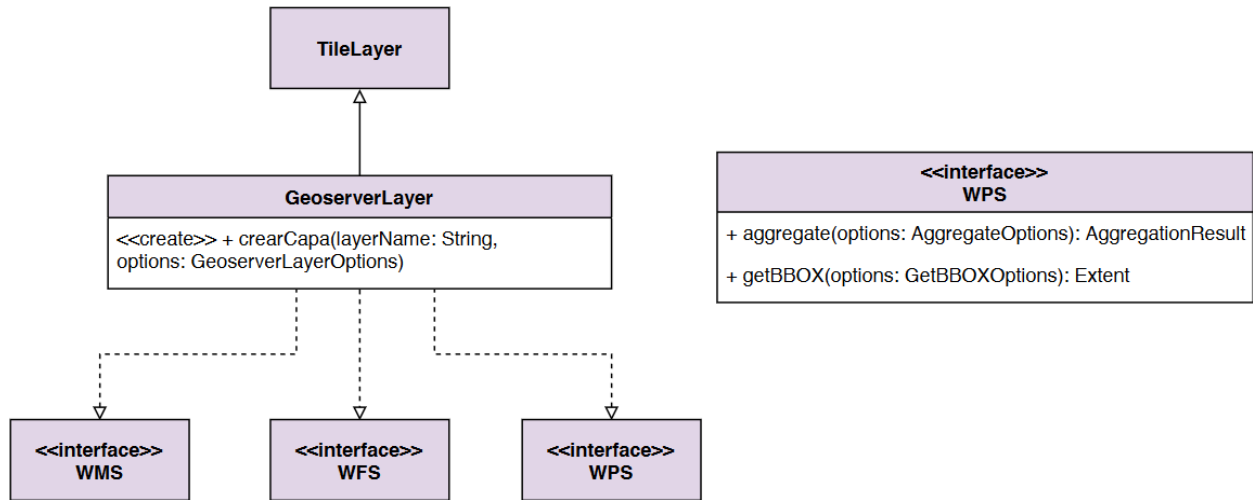 TileLayer
GeoserverLayer
<<create>> + crearCapa(layerName: String,
options: GeoserverLayerOptions)
<<interface>>
WMS
<<interface>>
WFS
<<interface>>
WPS
<<interface>>
WPS
+ aggregate(options: AggregateOptions): AggregationResult
+ getBBOX(options: GetBBOXOptions): Extent